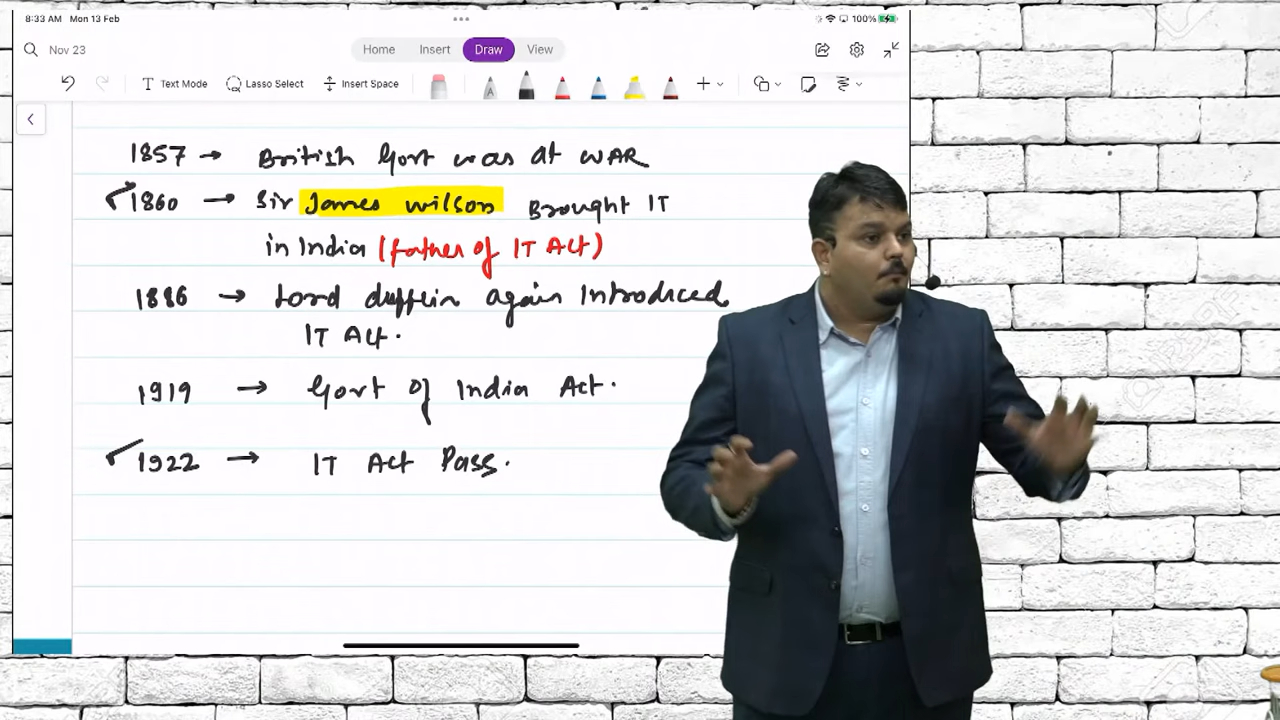 8:33 AM Mon 13 Feb
100%
Nov 23
Home Insert Draw View
Text Mode Lasso Select Insert Space
1857 → British Govt was at WAR
1860 → Sir James wilson Brought IT
in India (father of IT Act)
1886 → Lord dufflin again Introduced
IT Act.
1919 → Govt of India Act.
1922 → IT Act Pass.